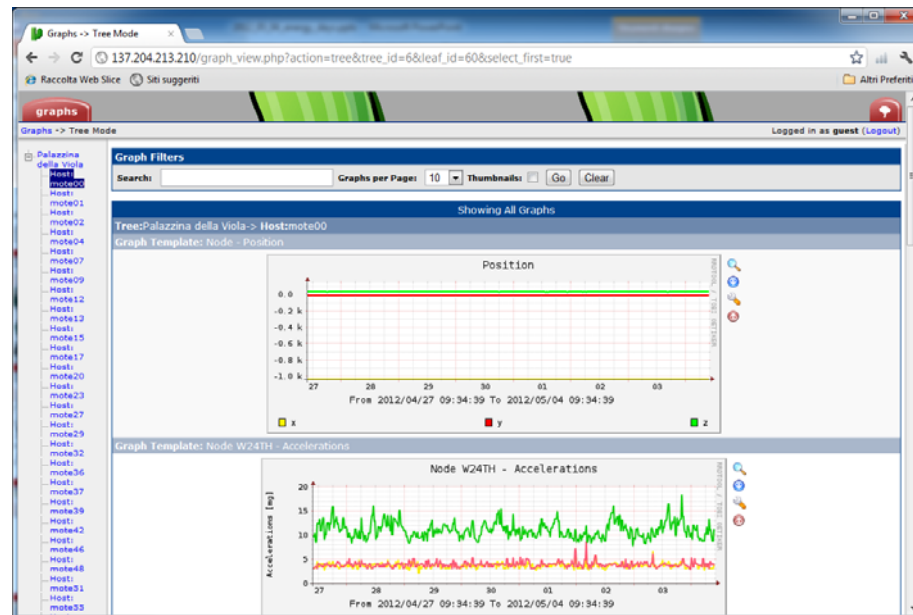 Graphs -> Tree Mode
137.204.213.210/graph_view.php?action=tree&tree_id=6&leaf_id=60&select_first=true
Raccolta Web Slice
Siti suggeriti
Altri Preferiti
graphs
Graphs -> Tree Mode
Logged in as guest (Logout)
Palazzina
della Viola
Host:
mote00
Host:
mote01
Host:
mote02
Host:
mote04
Host:
mote07
Host:
mote09
Host:
mote12
Host:
mote13
Host:
mote15
Host:
mote17
Host:
mote20
Host:
mote23
Host:
mote27
Host:
mote29
Host:
mote32
Host:
mote36
Host:
mote37
Host:
mote39
Host:
mote42
Host:
mote46
Host:
mote48
Host:
mote51
Host:
mote53
Graph Filters
Search: Graphs per Page: 10 Thumbnails: Go Clear
Showing All Graphs
Tree:Palazzina della Viola-> Host:mote00
Graph Template: Node - Position
Position
0.0
-0.2 k
-0.4 k
-0.6 k
-0.8 k
-1.0 k
27 28 29 30 01 02 03
From 2012/04/27 09:34:39 To 2012/05/04 09:34:39
x y z
RRDTOOL / TOBI OETIKER
Graph Template: Node W24TH - Accelerations
Node W24TH - Accelerations
Accelerations [mg]
20
15
10
5
0
27 28 29 30 01 02 03
From 2012/04/27 09:34:39 To 2012/05/04 09:34:39
RRDTOOL / TOBI OETIKER